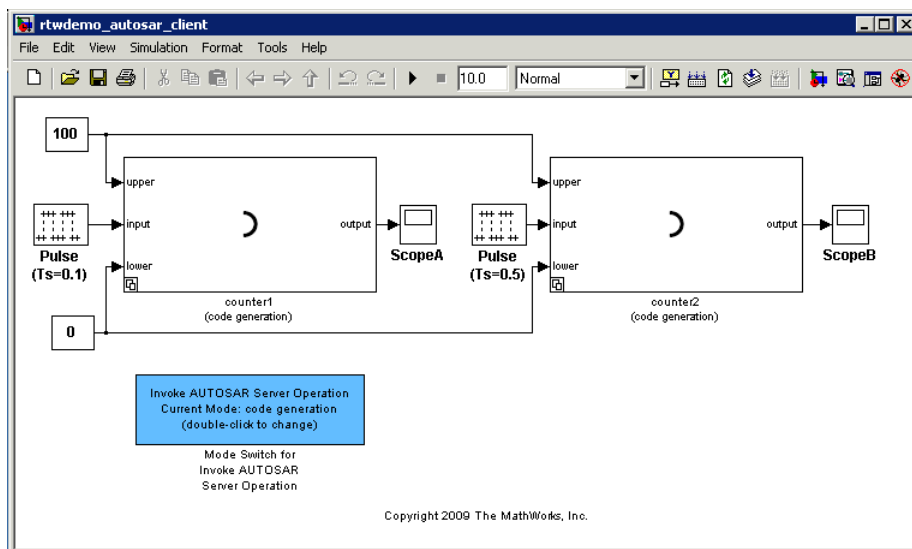 rtwdemo_autosar_client
File Edit View Simulation Format Tools Help
10.0 Normal
100
upper
upper
input
output
input
output
Pulse
(Ts=0.1)
lower
ScopeA
Pulse
(Ts=0.5)
lower
ScopeB
counter1
(code generation)
counter2
(code generation)
0
Invoke AUTOSAR Server Operation
Current Mode: code generation
(double-click to change)
Mode Switch for
Invoke AUTOSAR
Server Operation
Copyright 2009 The MathWorks, Inc.